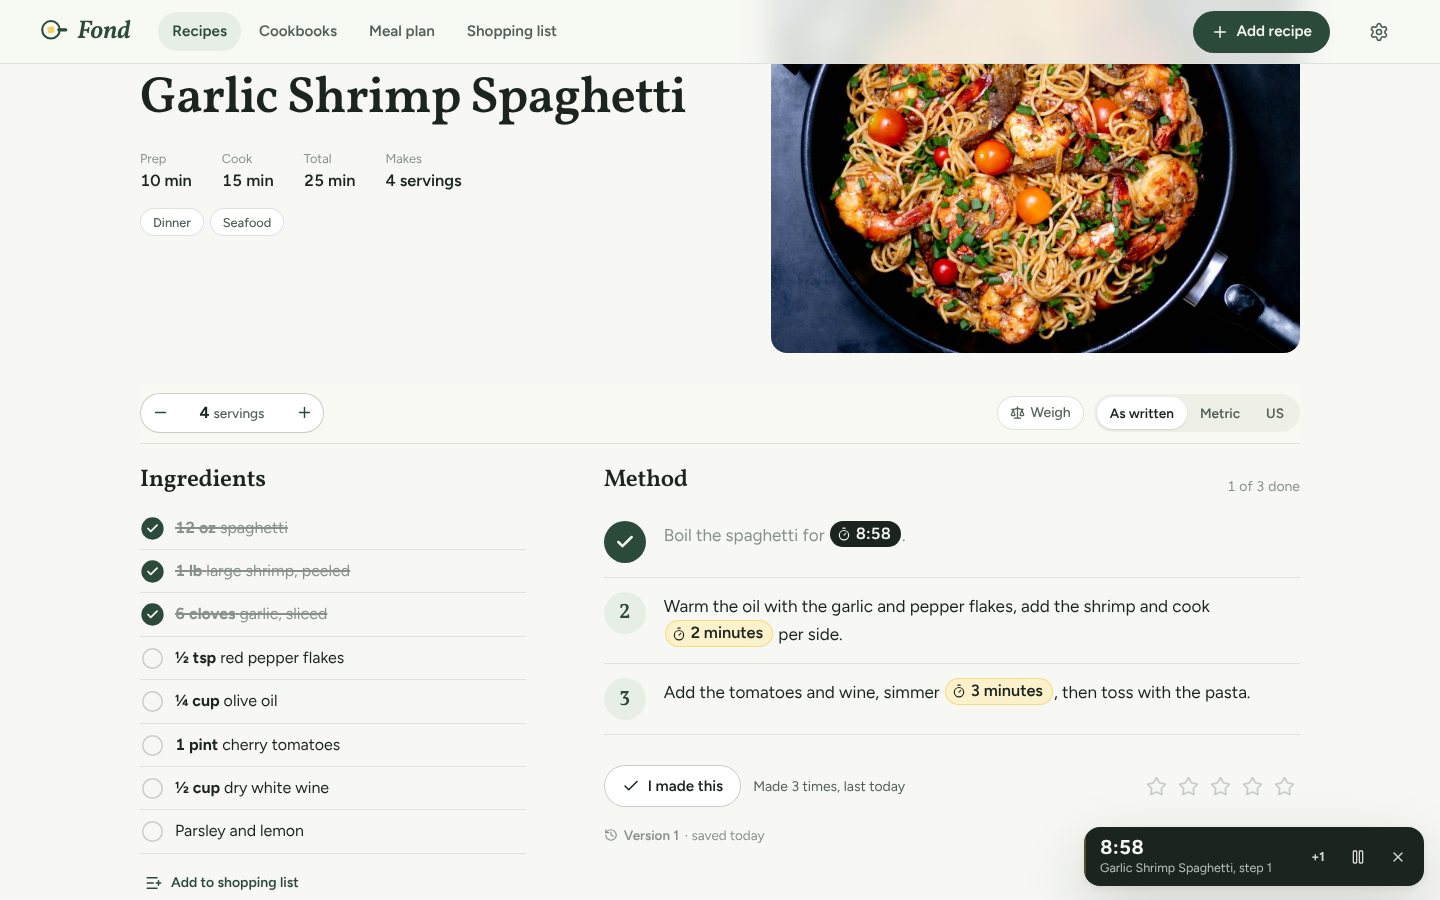 Fond
Recipes
Cookbooks
Meal plan
Shopping list
Add recipe
Garlic Shrimp Spaghetti
Prep
10 min
Cook
15 min
Total
25 min
Makes
4 servings
Dinner
Seafood
4 servings
Weigh
As written
Metric
US
Ingredients
12 oz spaghetti
1 lb large shrimp, peeled
6 cloves garlic, sliced
½ tsp red pepper flakes
¼ cup olive oil
1 pint cherry tomatoes
½ cup dry white wine
Parsley and lemon
Add to shopping list
Method
1 of 3 done
Boil the spaghetti for 8:58.
2
Warm the oil with the garlic and pepper flakes, add the shrimp and cook
2 minutes per side.
3
Add the tomatoes and wine, simmer 3 minutes, then toss with the pasta.
I made this
Made 3 times, last today
Version 1 · saved today
8:58
Garlic Shrimp Spaghetti, step 1
+1